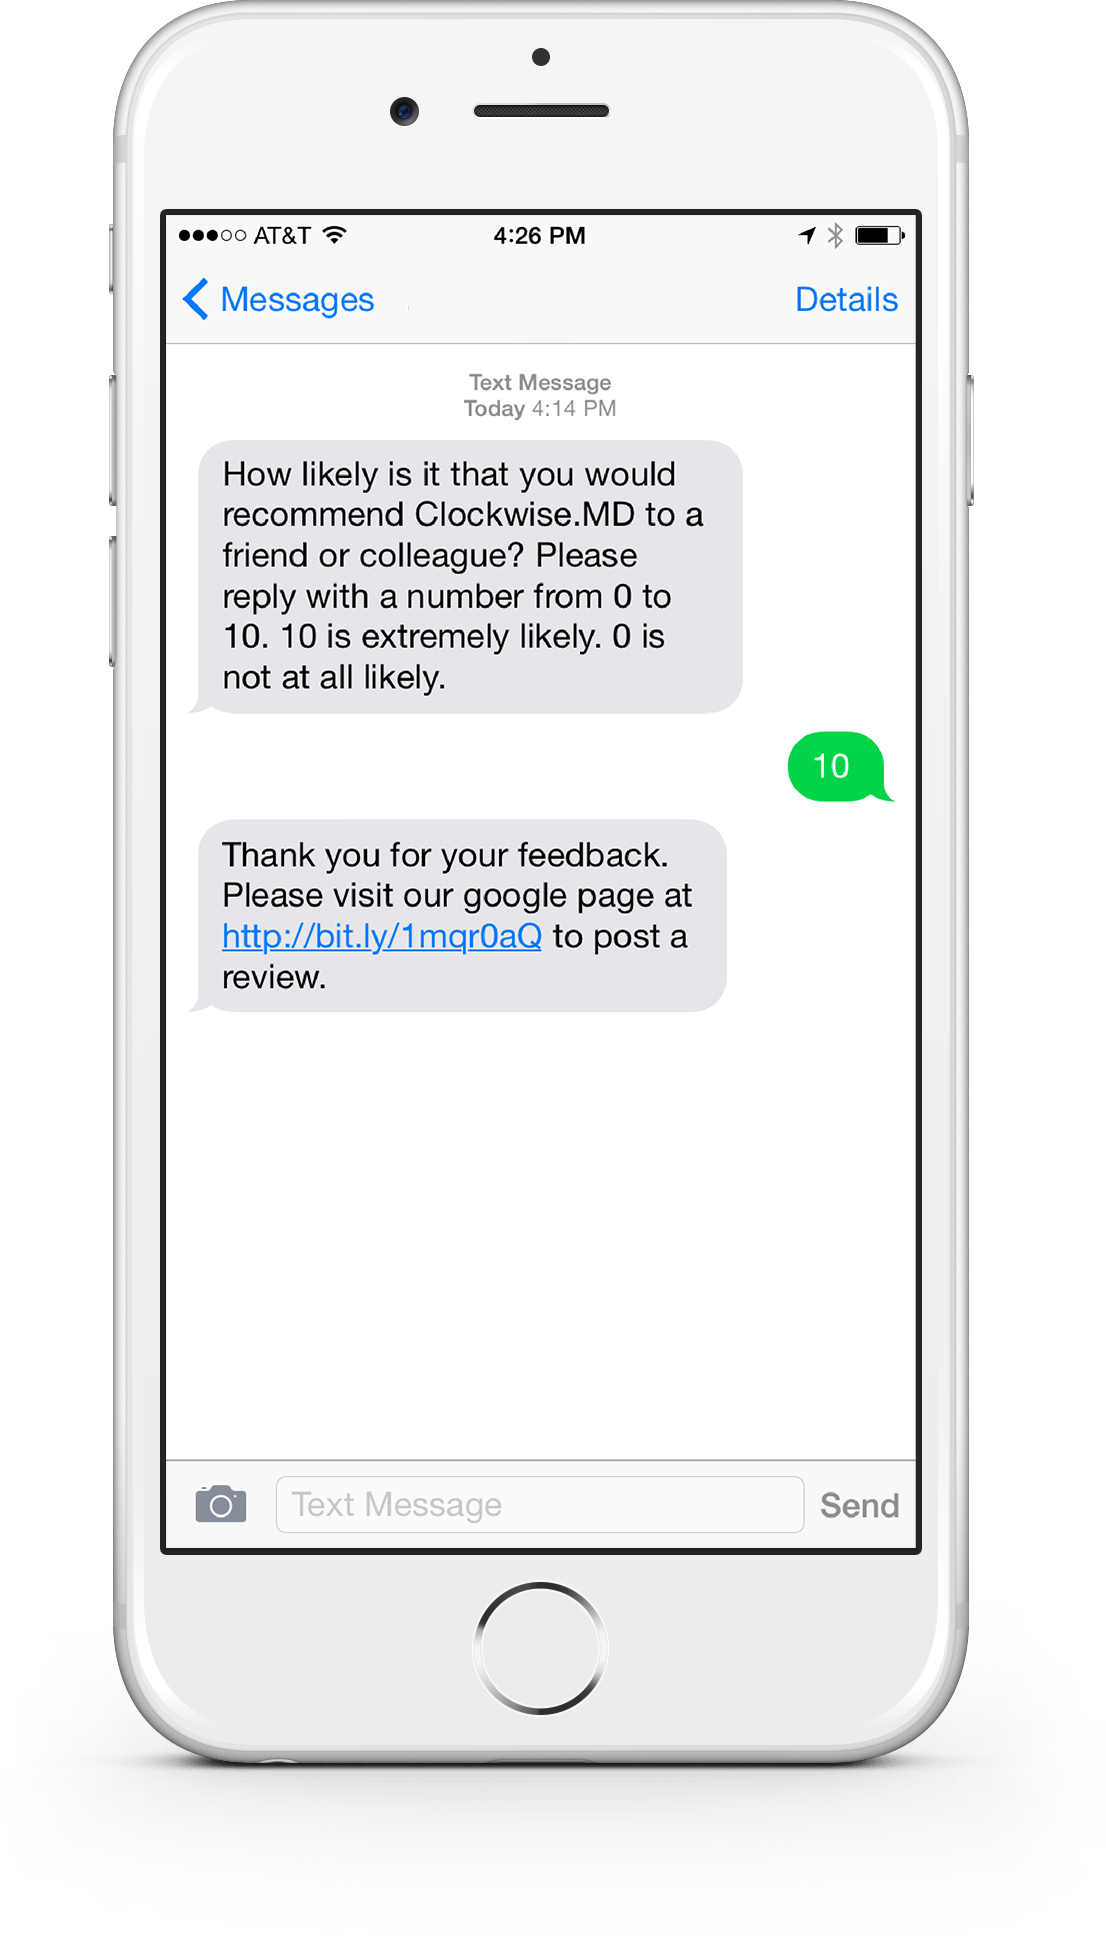 AT&T 4:26 PM
Messages Details
Text Message
Today 4:14 PM
How likely is it that you would
recommend Clockwise.MD to a
friend or colleague? Please
reply with a number from 0 to
10. 10 is extremely likely. 0 is
not at all likely.
10
Thank you for your feedback.
Please visit our google page at
http://bit.ly/1mqr0aQ to post a
review.
Text Message Send